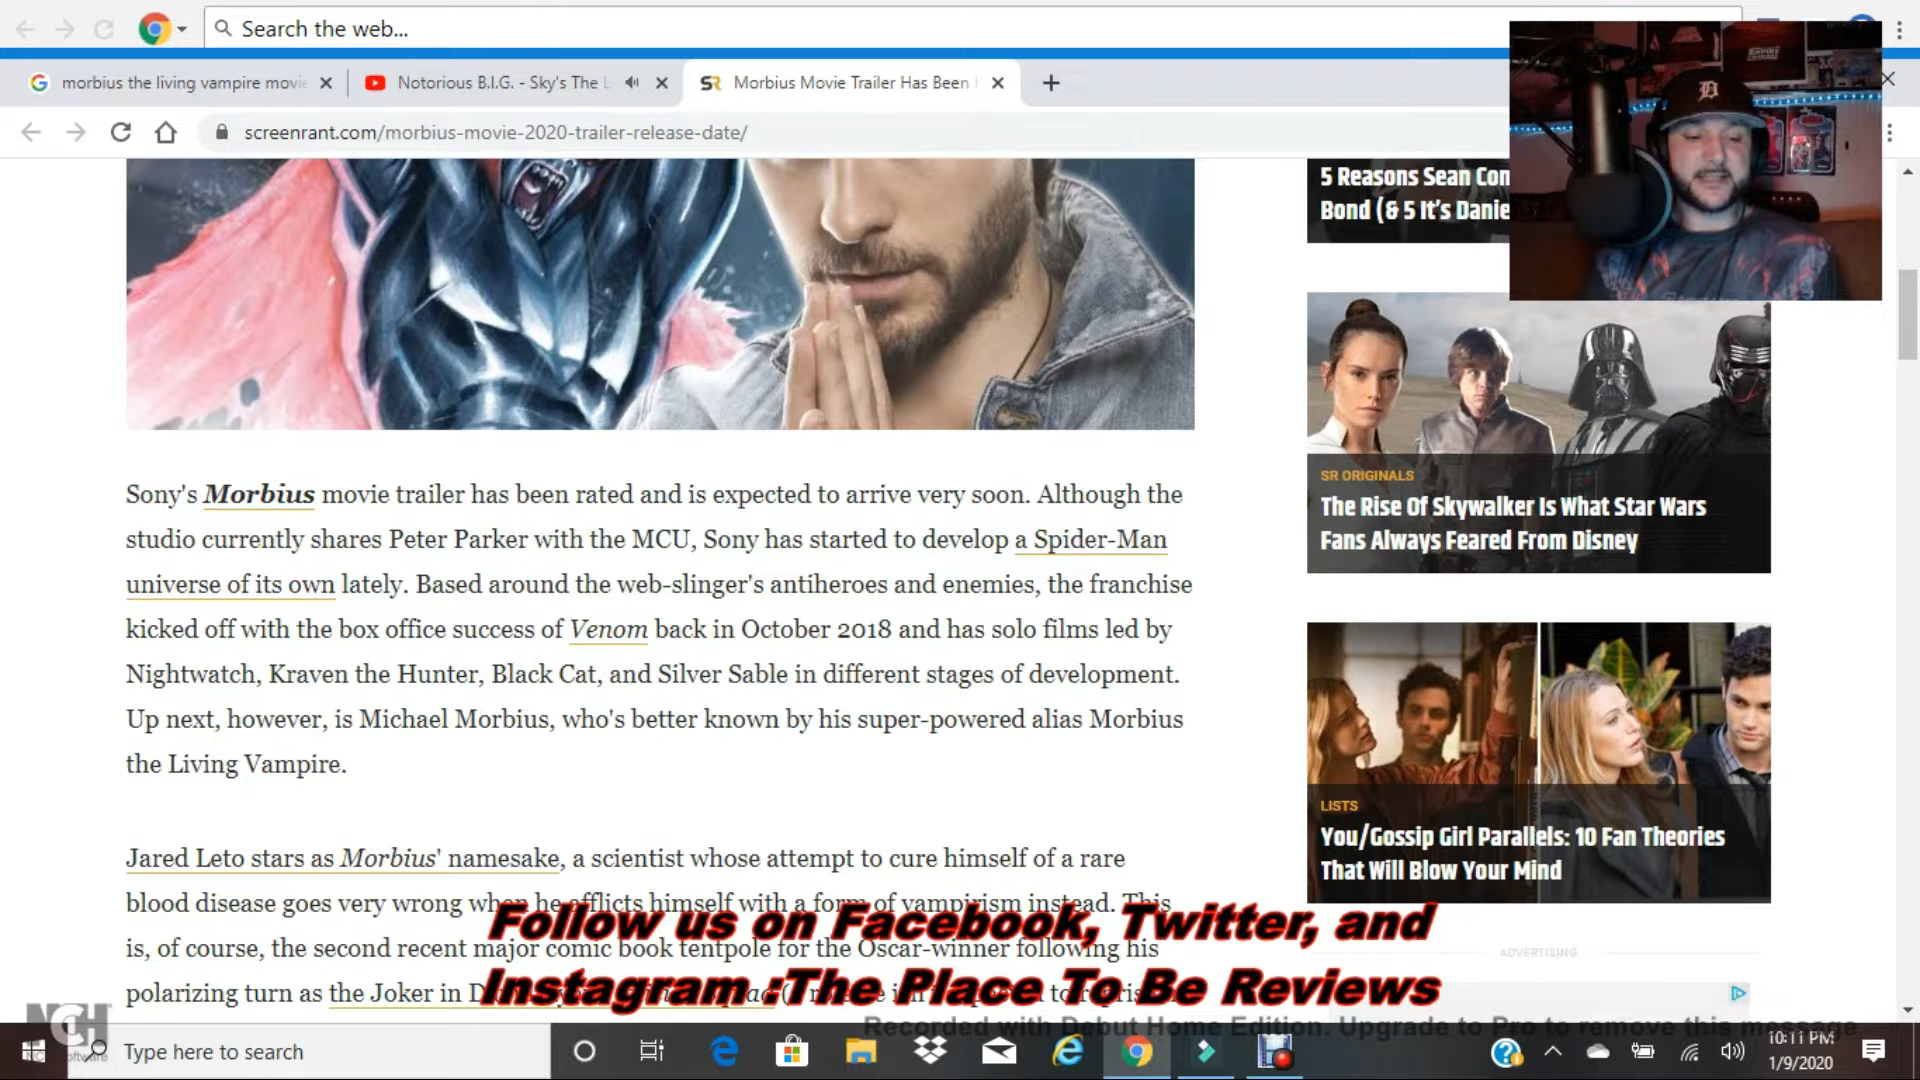 Search the web...
morbius the living vampire movie
Notorious B.I.G. - Sky's The L
SR Morbius Movie Trailer Has Been
screenrant.com/morbius-movie-2020-trailer-release-date/
5 Reasons Sean Con
Bond (& 5 It's Danie
Sony's Morbius movie trailer has been rated and is expected to arrive very soon. Although the
studio currently shares Peter Parker with the MCU, Sony has started to develop a Spider-Man
universe of its own lately. Based around the web-slinger's antiheroes and enemies, the franchise
kicked off with the box office success of Venom back in October 2018 and has solo films led by
Nightwatch, Kraven the Hunter, Black Cat, and Silver Sable in different stages of development.
Up next, however, is Michael Morbius, who's better known by his super-powered alias Morbius
the Living Vampire.
Jared Leto stars as Morbius' namesake, a scientist whose attempt to cure himself of a rare
blood disease goes very wrong when he afflicts himself with a form of vampirism instead. This
is, of course, the second recent major comic book tentpole for the Oscar-winner following his
polarizing turn as the Joker in
SR ORIGINALS
The Rise Of Skywalker Is What Star Wars
Fans Always Feared From Disney
LISTS
You/Gossip Girl Parallels: 10 Fan Theories
That Will Blow Your Mind
ADVERTISING
Follow us on Facebook, Twitter, and
Instagram :The Place To Be Reviews
Recorded with Debut Home Edition. Upgrade to Pro to remove this message
NCH
Type here to search
10:11 PM
1/9/2020